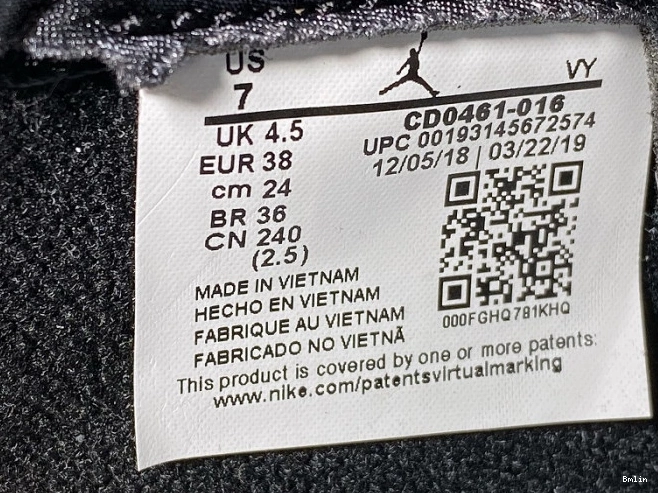 US
7
VY
UK 4.5
EUR 38
cm 24
BR 36
CN 240
(2.5)
CD0461-016
UPC 00193145672574
12/05/18 | 03/22/19
000FGHQ781KHQ
MADE IN VIETNAM
HECHO EN VIETNAM
FABRIQUE AU VIETNAM
FABRICADO NO VIETNÃ
This product is covered by one or more patents:
www.nike.com/patentsvirtualmarking
Bmlin